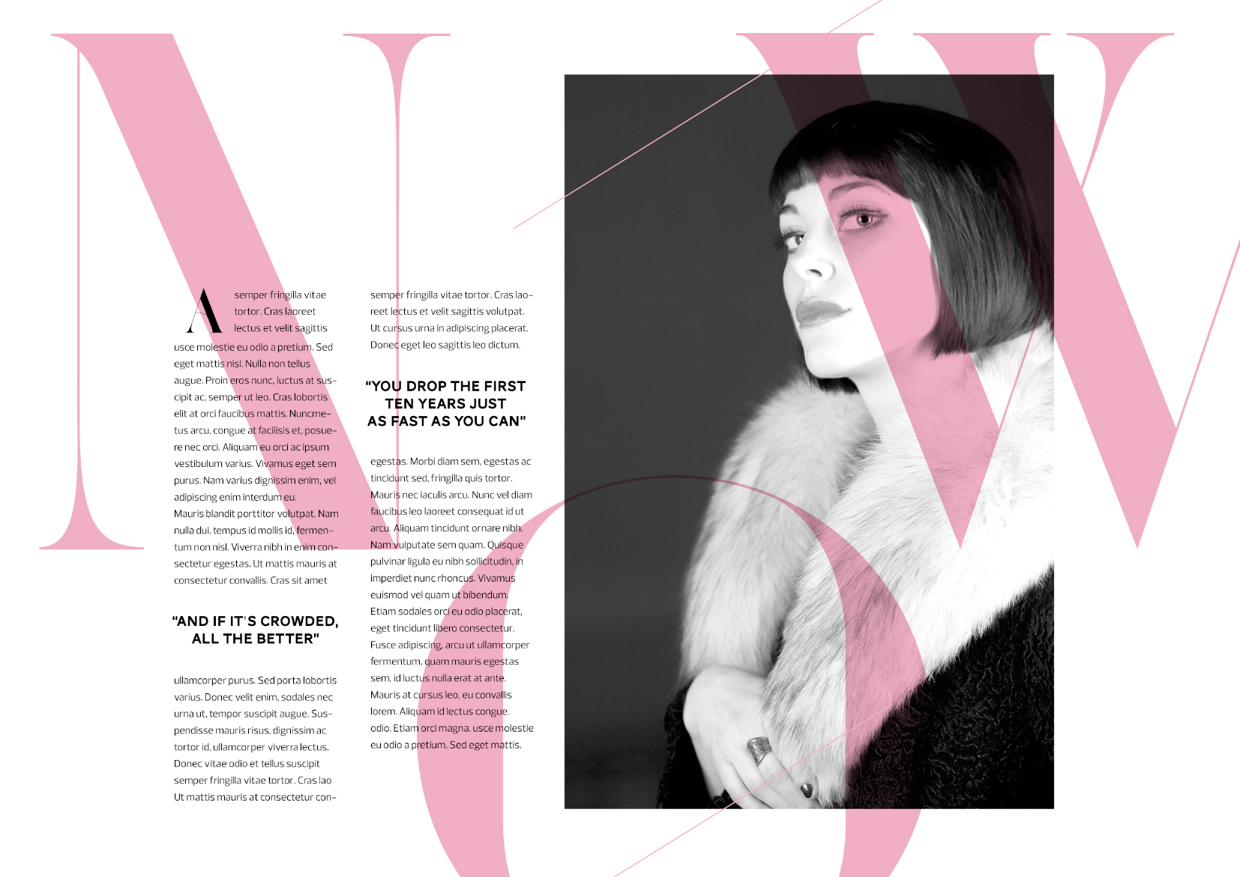 NOW
A semper fringilla vitae
tortor. Cras laoreet
lectus et velit sagittis
usce molestie eu odio a pretium. Sed
eget mattis nisl. Nulla non tellus
augue. Proin eros nunc, luctus at sus-
cipit ac, semper ut leo. Cras lobortis
elit at orci faucibus mattis. Nuncme-
tus arcu, congue at facilisis et, posue-
re nec orci. Aliquam eu orci ac ipsum
vestibulum varius. Vivamus eget sem
purus. Nam varius dignissim enim, vel
adipiscing enim interdum eu.
Mauris blandit porttitor volutpat. Nam
nulla dui, tempus id mollis id, fermen-
tum non nisl. Viverra nibh in enim con-
sectetur egestas. Ut mattis mauris at
consectetur convallis. Cras sit amet
“AND IF IT'S CROWDED,
ALL THE BETTER”
ullamcorper purus. Sed porta lobortis
varius. Donec velit enim, sodales nec
urna ut, tempor suscipit augue. Sus-
pendisse mauris risus, dignissim ac
tortor id, ullamcorper viverra lectus.
Donec vitae odio et tellus suscipit
semper fringilla vitae tortor. Cras lao
Ut mattis mauris at consectetur con-
semper fringilla vitae tortor. Cras lao-
reet lectus et velit sagittis volutpat.
Ut cursus urna in adipiscing placerat.
Donec eget leo sagittis leo dictum.
“YOU DROP THE FIRST
TEN YEARS JUST
AS FAST AS YOU CAN”
egestas. Morbi diam sem, egestas ac
tincidunt sed, fringilla quis tortor.
Mauris nec iaculis arcu. Nunc vel diam
faucibus leo laoreet consequat id ut
arcu. Aliquam tincidunt ornare nibh.
Nam vulputate sem quam. Quisque
pulvinar ligula eu nibh sollicitudin, in
imperdiet nunc rhoncus. Vivamus
euismod vel quam ut bibendum.
Etiam sodales orci eu odio placerat,
eget tincidunt libero consectetur.
Fusce adipiscing, arcu ut ullamcorper
fermentum, quam mauris egestas
sem, id luctus nulla erat at ante.
Mauris at cursus leo, eu convallis
lorem. Aliquam id lectus congue.
odio. Etiam orci magna. usce molestie
eu odio a pretium. Sed eget mattis.